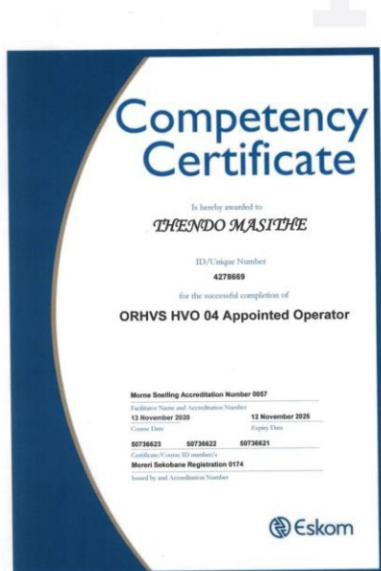 Competency
Certificate
Is hereby awarded to
THENDO MASITHE
ID/Unique Number
4278669
for the successful completion of
ORHVS HVO 04 Appointed Operator
Morne Snelling Accreditation Number 0067
Facilitator Name and Accreditation Number
13 November 2020 12 November 2025
Course Date Expiry Date
50736623 50736622 50736621
Certificate/Course ID number/s
Moreri Sekobane Registration 0174
Issued by and Accreditation Number
Eskom